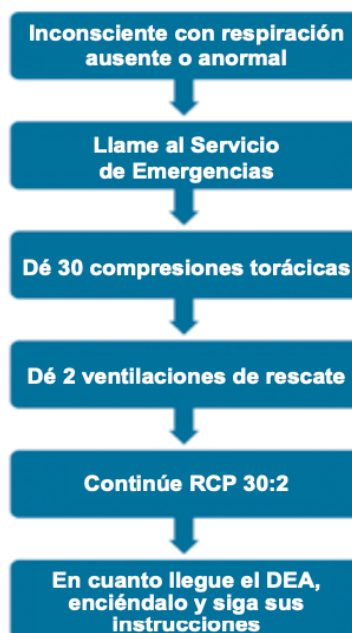 Inconsciente con respiración
ausente o anormal
Llame al Servicio
de Emergencias
Dé 30 compresiones torácicas
Dé 2 ventilaciones de rescate
Continúe RCP 30:2
En cuanto llegue el DEA,
enciéndalo y siga sus
instrucciones